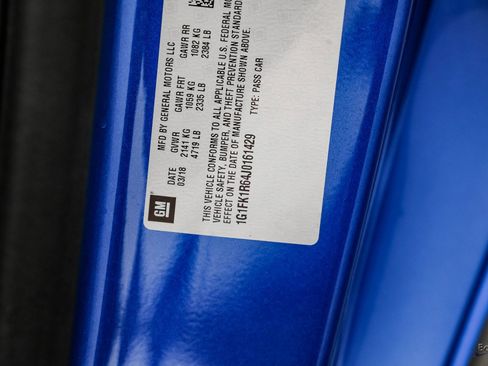 GM
MFD BY GENERAL MOTORS LLC
DATE GVWR GAWR FRT GAWR RR
03/18 2141 KG 1059 KG 1082 KG
4719 LB 2335 LB 2384 LB
THIS VEHICLE CONFORMS TO ALL APPLICABLE U.S. FEDERAL MOTOR
VEHICLE SAFETY, BUMPER, AND THEFT PREVENTION STANDARD
EFFECT ON THE DATE OF MANUFACTURE SHOWN ABOVE.
1G1FK1R64J0161429 TYPE: PASS CAR